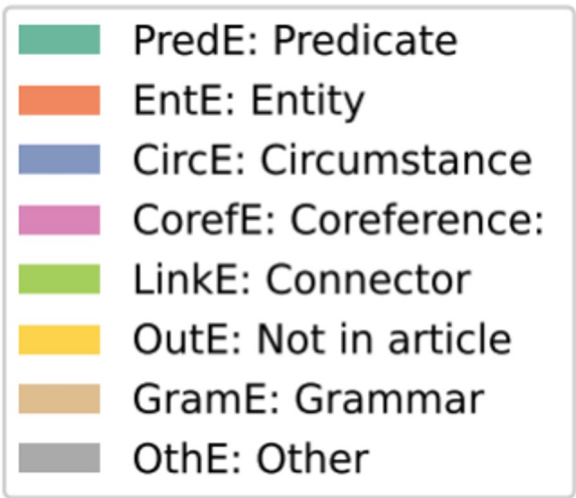 PredE: Predicate
EntE: Entity
CircE: Circumstance
CorefE: Coreference:
LinkE: Connector
OutE: Not in article
GramE: Grammar
OthE: Other